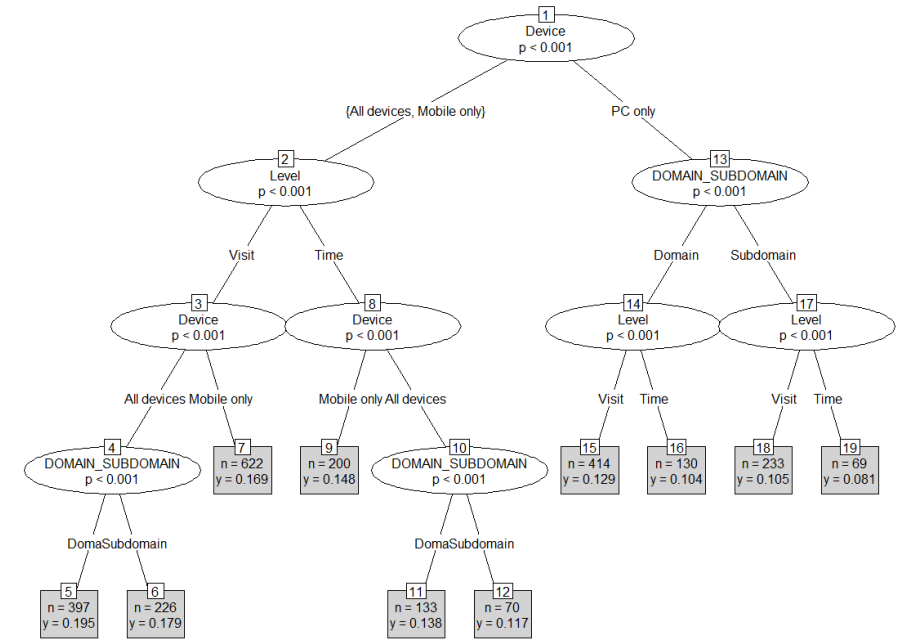 1
Device
p < 0.001
{All devices, Mobile only}
PC only
2
Level
p < 0.001
13
DOMAIN_SUBDOMAIN
p < 0.001
Visit
Time
Domain
Subdomain
3
Device
p < 0.001
8
Device
p < 0.001
14
Level
p < 0.001
17
Level
p < 0.001
All devices
Mobile only
Mobile only
All devices
Visit
Time
Visit
Time
4
DOMAIN_SUBDOMAIN
p < 0.001
7
n = 622
y = 0.169
9
n = 200
y = 0.148
10
DOMAIN_SUBDOMAIN
p < 0.001
15
n = 414
y = 0.129
16
n = 130
y = 0.104
18
n = 233
y = 0.105
19
n = 69
y = 0.081
DomaSubdomain
DomaSubdomain
5
n = 397
y = 0.195
6
n = 226
y = 0.179
11
n = 133
y = 0.138
12
n = 70
y = 0.117